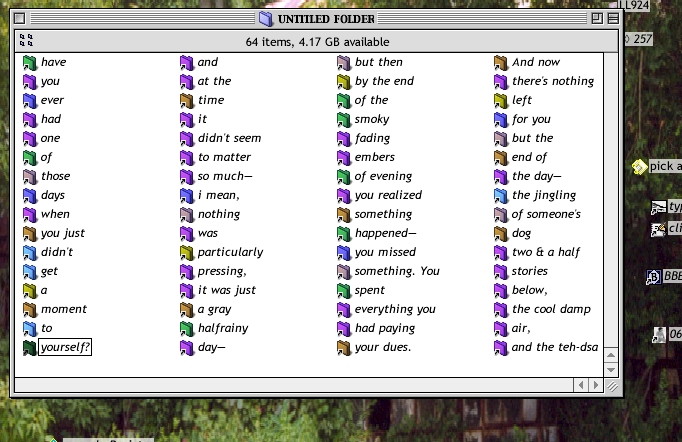 UNTITLED FOLDER
64 items, 4.17 GB available
have
you
ever
had
one
of
those
days
when
you just
didn't
get
a
moment
to
yourself?
and
at the
time
it
didn't seem
to matter
so much—
i mean,
nothing
was
particularly
pressing,
it was just
a gray
halfrainy
day—
but then
by the end
of the
smoky
fading
embers
of evening
you realized
something
happened—
you missed
something. You
spent
everything you
had paying
your dues.
And now
there's nothing
left
for you
but the
end of
the day—
the jingling
of someone's
dog
two & a half
stories
below,
the cool damp
air,
and the teh-dsa
LL924
257
pick a
typ
cli
BBE
06